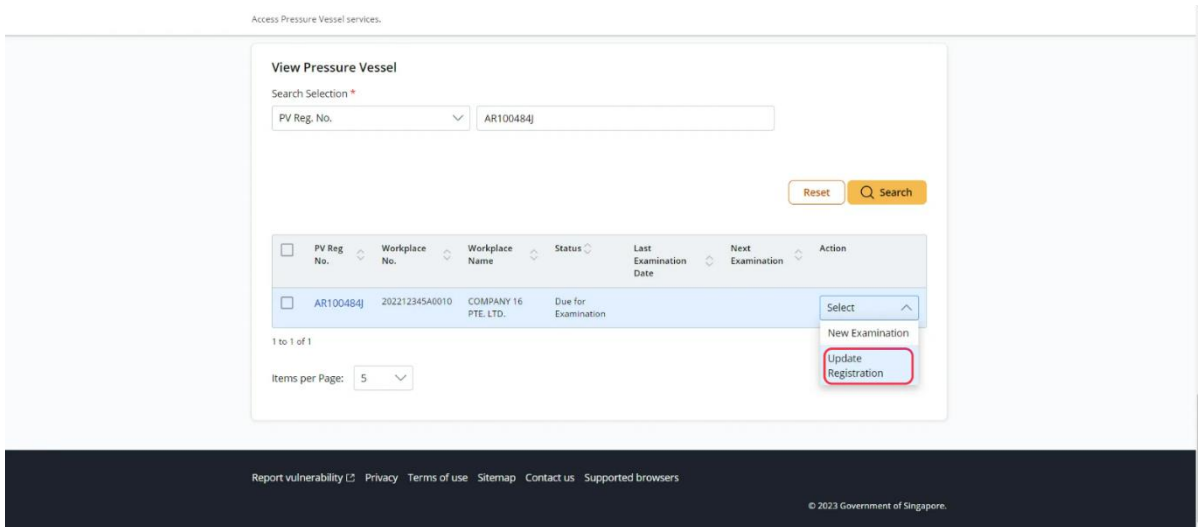 Access Pressure Vessel services.
View Pressure Vessel
Search Selection *
PV Reg. No.
AR100484J
Reset
Search
PV Reg No.
Workplace No.
Workplace Name
Status
Last Examination Date
Next Examination
Action
AR100484J
202212345A0010
COMPANY 16 PTE. LTD.
Due for Examination
Select
New Examination
Update
Registration
1 to 1 of 1
Items per Page: 5
Report vulnerability Privacy Terms of use Sitemap Contact us Supported browsers
© 2023 Government of Singapore.